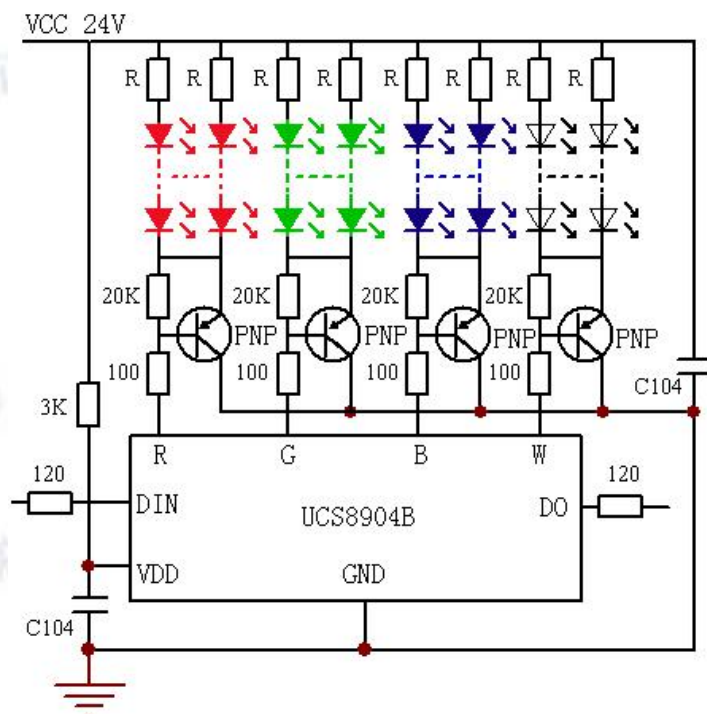 VCC 24V
R R R R R R R R
20K 20K 20K 20K
PNP PNP PNP PNP
100 100 100 100
C104
3K
R G B W
120 120
DIN DO
UCS8904B
VDD GND
C104